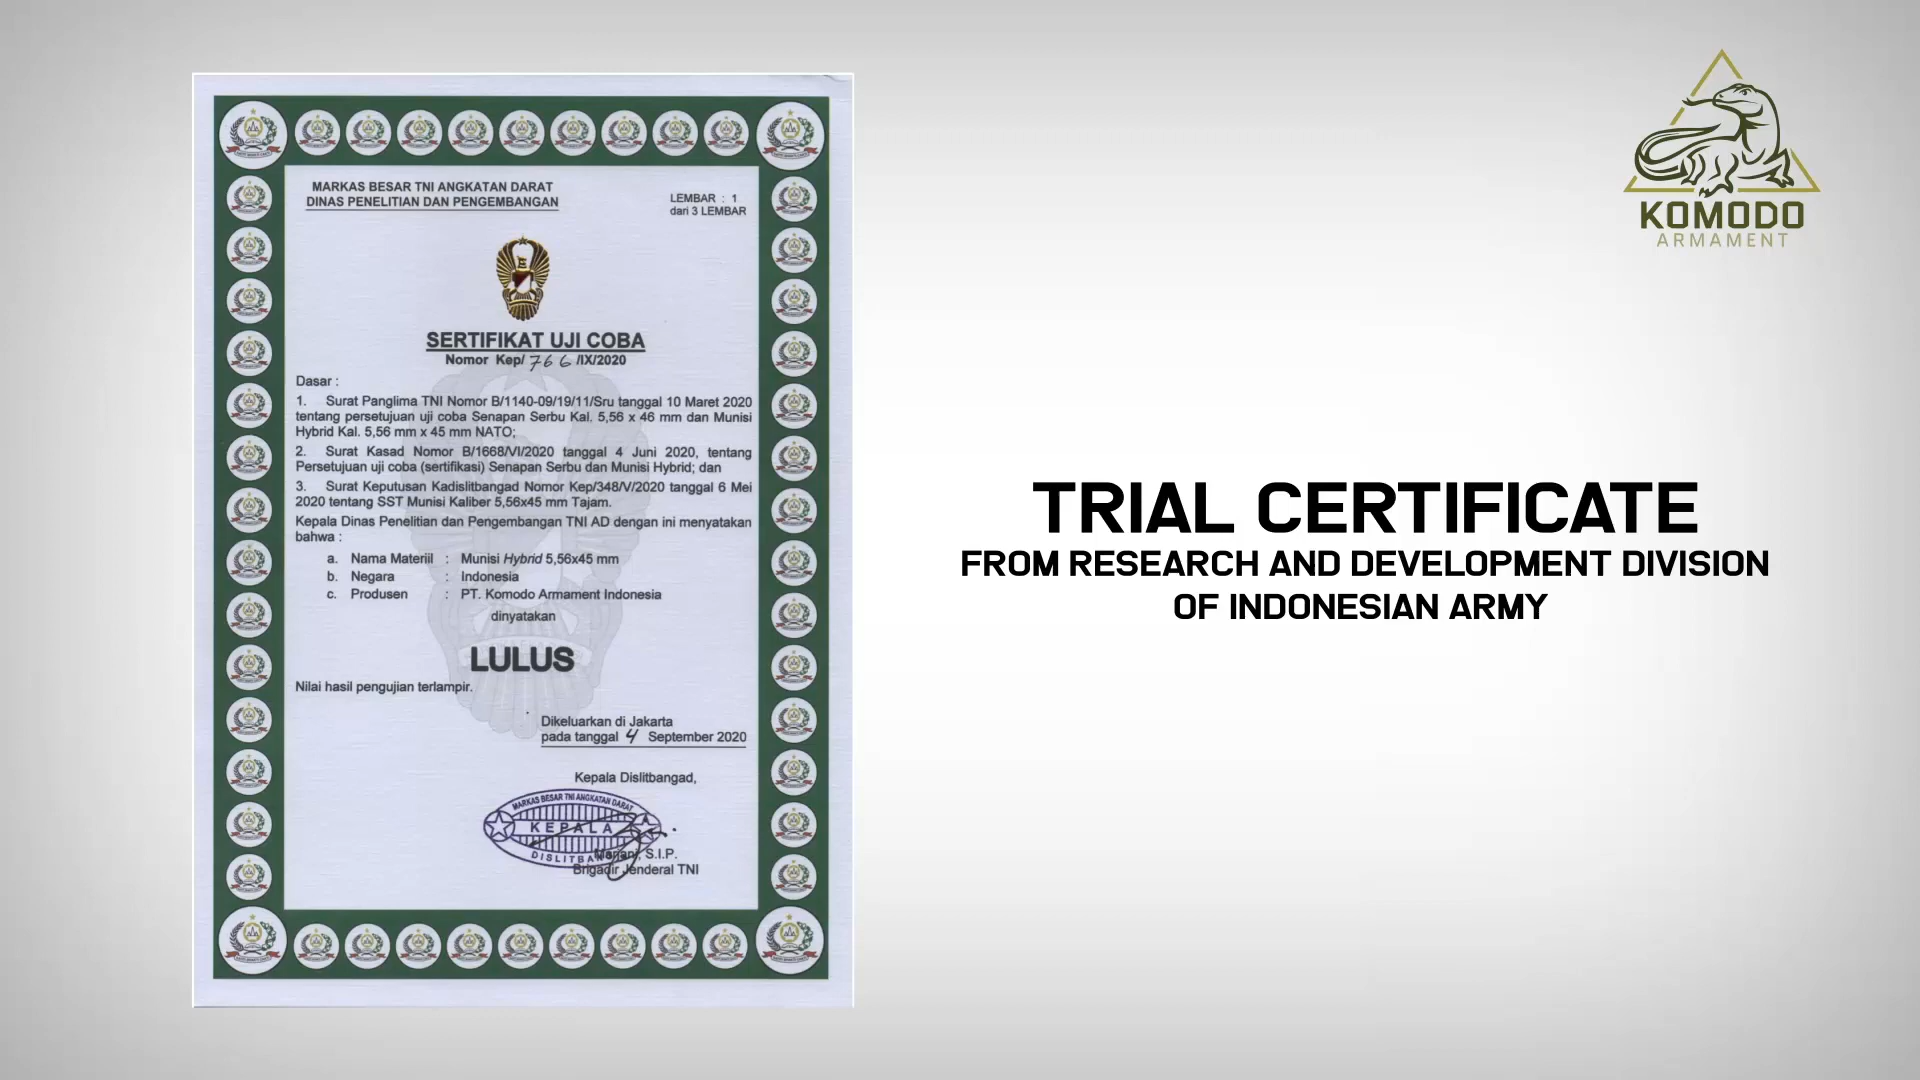 MARKAS BESAR TNI ANGKATAN DARAT
DINAS PENELITIAN DAN PENGEMBANGAN
LEMBAR : 1
dari 3 LEMBAR
SERTIFIKAT UJI COBA
Nomor Kep/ 766 /IX/2020
Dasar :
1. Surat Panglima TNI Nomor B/1140-09/19/11/Sru tanggal 10 Maret 2020
tentang persetujuan uji coba Senapan Serbu Kal. 5,56 x 46 mm dan Munisi
Hybrid Kal. 5,56 mm x 45 mm NATO;
2. Surat Kasad Nomor B/1668/VI/2020 tanggal 4 Juni 2020, tentang
Persetujuan uji coba (sertifikasi) Senapan Serbu dan Munisi Hybrid; dan
3. Surat Keputusan Kadislitbangad Nomor Kep/348/V/2020 tanggal 6 Mei
2020 tentang SST Munisi Kaliber 5,56x45 mm Tajam.
Kepala Dinas Penelitian dan Pengembangan TNI AD dengan ini menyatakan
bahwa :
a. Nama Materiil : Munisi Hybrid 5,56x45 mm
b. Negara : Indonesia
c. Produsen : PT. Komodo Armament Indonesia
dinyatakan
LULUS
Nilai hasil pengujian terlampir.
Dikeluarkan di Jakarta
pada tanggal 4 September 2020
Kepala Dislitbangad,
MARKAS BESAR TNI ANGKATAN DARAT
KEPALA
S.I.P.
Brigadir Jenderal TNI
KOMODO
ARMAMENT
TRIAL CERTIFICATE
FROM RESEARCH AND DEVELOPMENT DIVISION
OF INDONESIAN ARMY